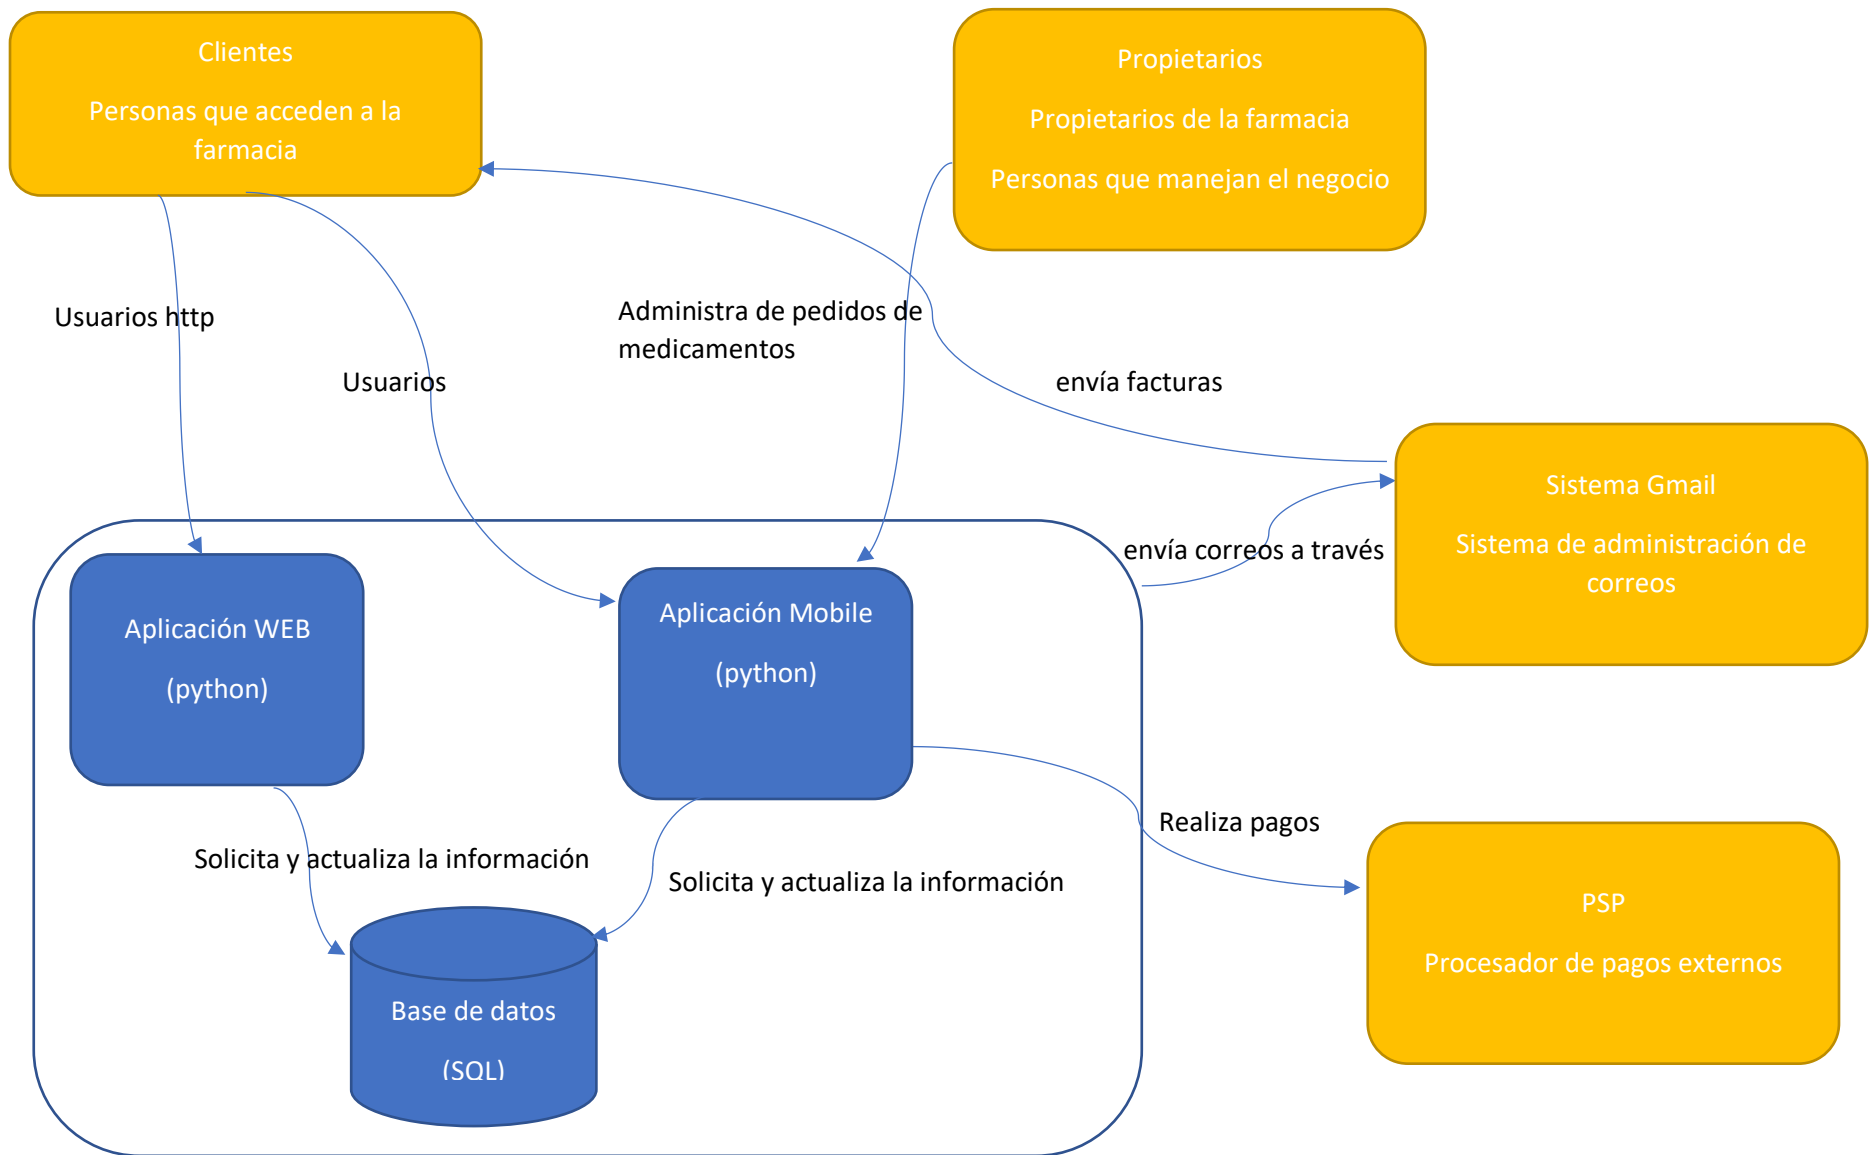 Clientes
Personas que acceden a la
farmacia
Propietarios
Propietarios de la farmacia
Personas que manejan el negocio
Usuarios http
Usuarios
Administra de pedidos de
medicamentos
envía facturas
Sistema Gmail
Sistema de administración de
correos
envía correos a través
Aplicación WEB
(python)
Aplicación Mobile
(python)
Realiza pagos
Solicita y actualiza la información
Solicita y actualiza la información
PSP
Procesador de pagos externos
Base de datos
(SQL)